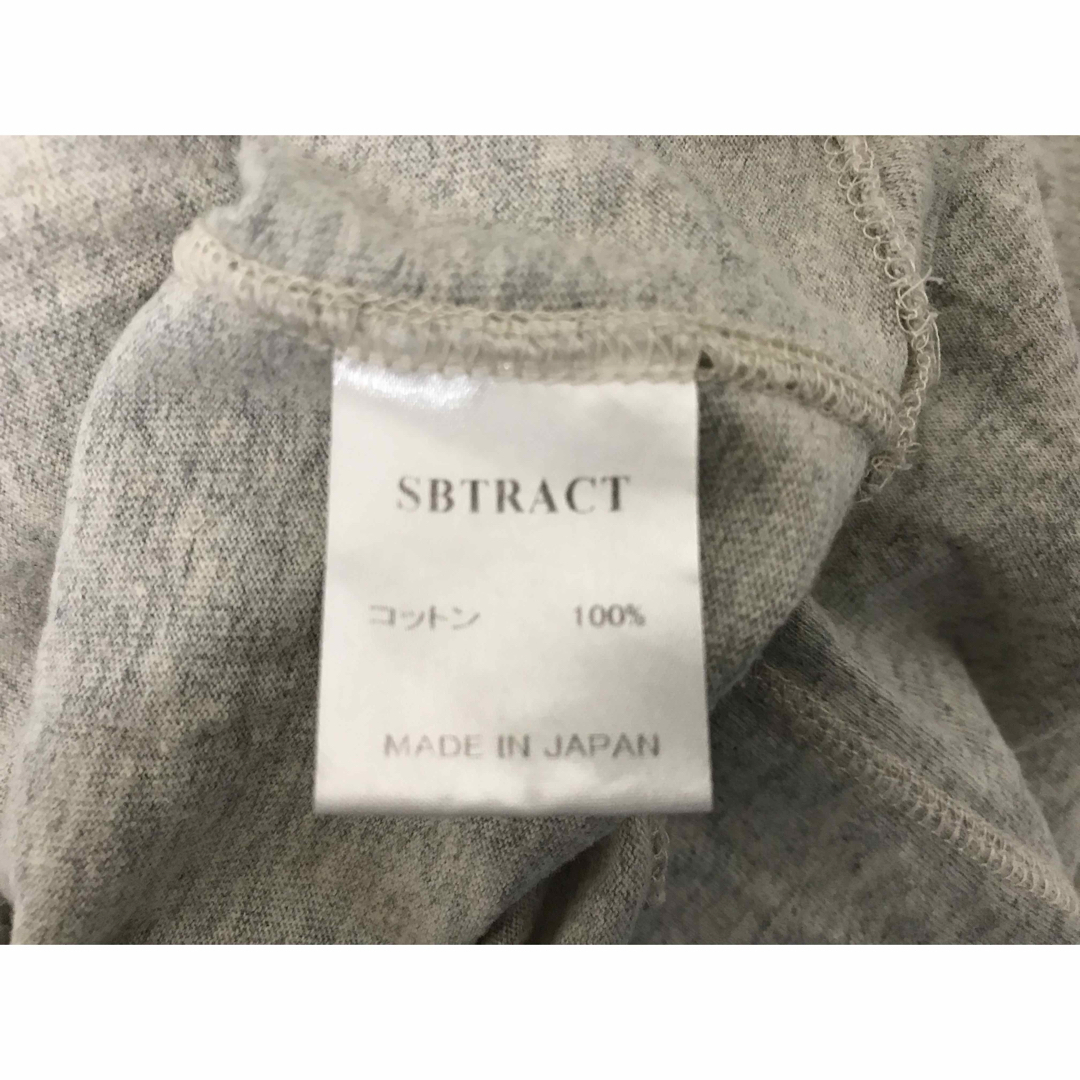 SBTRACT
コットン 100%
MADE IN JAPAN